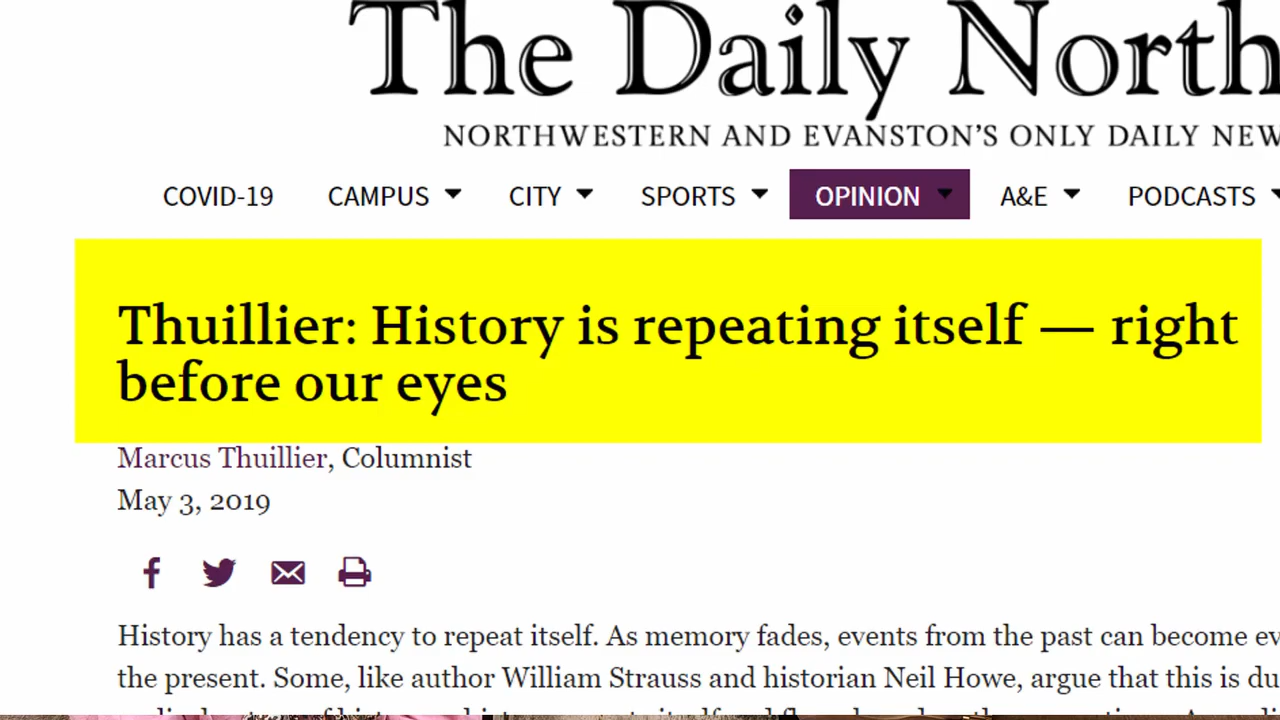 The Daily North
NORTHWESTERN AND EVANSTON'S ONLY DAILY NEW
COVID-19 CAMPUS CITY SPORTS OPINION A&E PODCASTS
Thuillier: History is repeating itself — right
before our eyes
Marcus Thuillier, Columnist
May 3, 2019
History has a tendency to repeat itself. As memory fades, events from the past can become ev
the present. Some, like author William Strauss and historian Neil Howe, argue that this is du